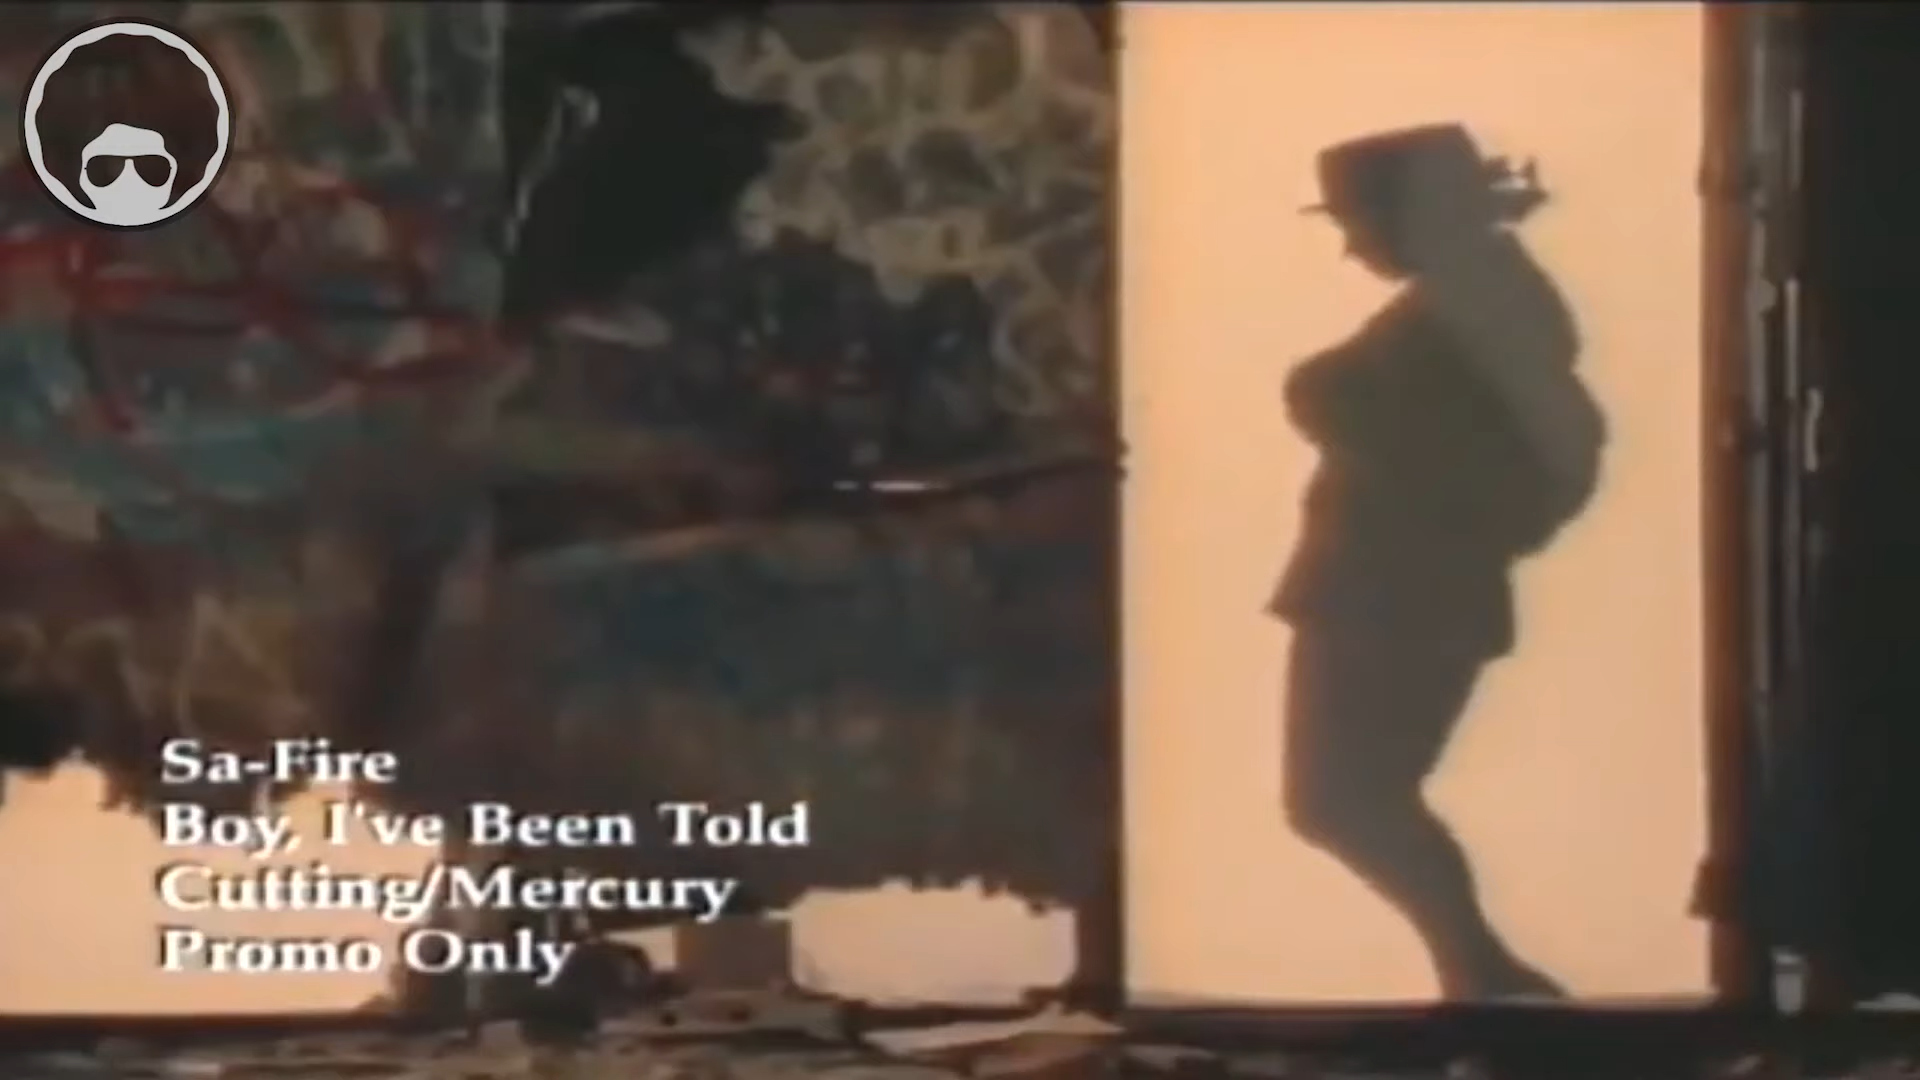 Sa-Fire
Boy, I've Been Told
Cutting/Mercury
Promo Only